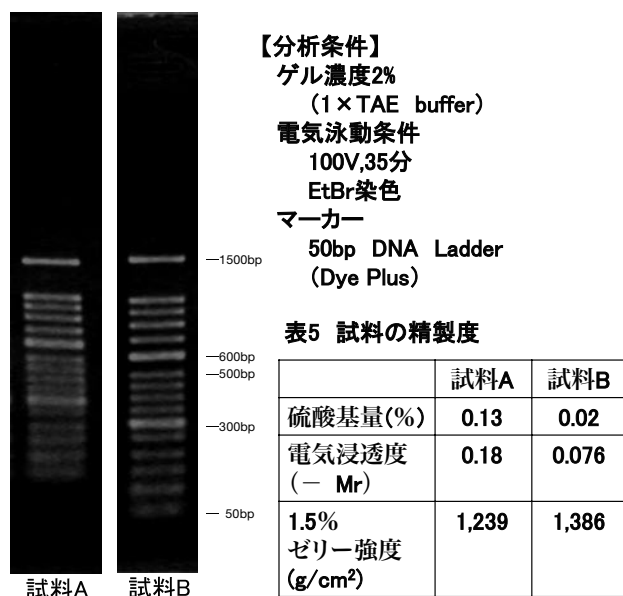 【分析条件】
ゲル濃度2%
(1×TAE buffer)
電気泳動条件
100V,35分
EtBr染色
マーカー
50bp DNA Ladder
(Dye Plus)
1500bp
600bp
500bp
300bp
50bp
試料A 試料B
表5 試料の精製度
試料A 試料B
硫酸基量(%) 0.13 0.02
電気浸透度 0.18 0.076
(- Mr)
1.5% 1,239 1,386
ゼリー強度
(g/cm²)